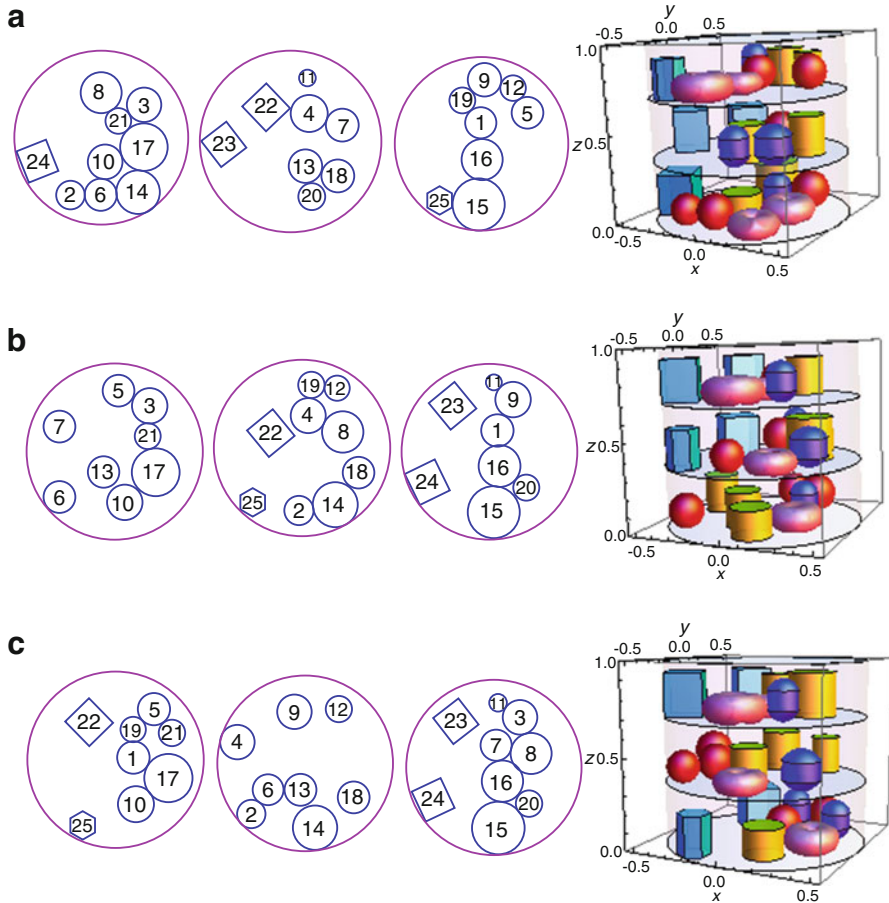 a
8 3 21 17 10 24 2 6 14
11 22 4 7 23 13 18 20
9 12 19 5 1 16 25 15
y
-0.5 0.0 0.5
1.0
z 0.5
0.0
-0.5 0.0 0.5
x
b
5 3 7 21 13 17 6 10
19 12 4 22 8 18 25 2 14
11 23 9 1 16 24 20 15
y
-0.5 0.0 0.5
1.0
z 0.5
0.0
-0.5 0.0 0.5
x
c
5 22 19 21 1 17 10 25
9 12 4 6 13 18 2 14
11 23 3 7 8 16 24 20 15
y
-0.5 0.0 0.5
1.0
z 0.5
0.0
-0.5 0.0 0.5
x